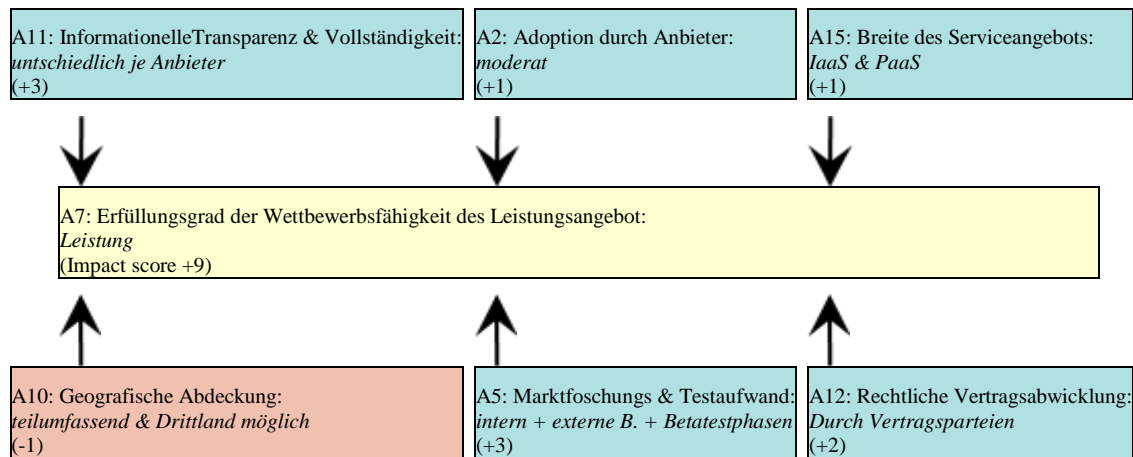 A11: InformationelleTransparenz & Vollständigkeit:
untschiedlich je Anbieter
(+3)
A2: Adoption durch Anbieter:
moderat
(+1)
A15: Breite des Serviceangebots:
IaaS & PaaS
(+1)
A7: Erfüllungsgrad der Wettbewerbsfähigkeit des Leistungsangebot:
Leistung
(Impact score +9)
A10: Geografische Abdeckung:
teilumfassend & Drittland möglich
(-1)
A5: Marktfoschungs & Testaufwand:
intern + externe B. + Betatestphasen
(+3)
A12: Rechtliche Vertragsabwicklung:
Durch Vertragsparteien
(+2)